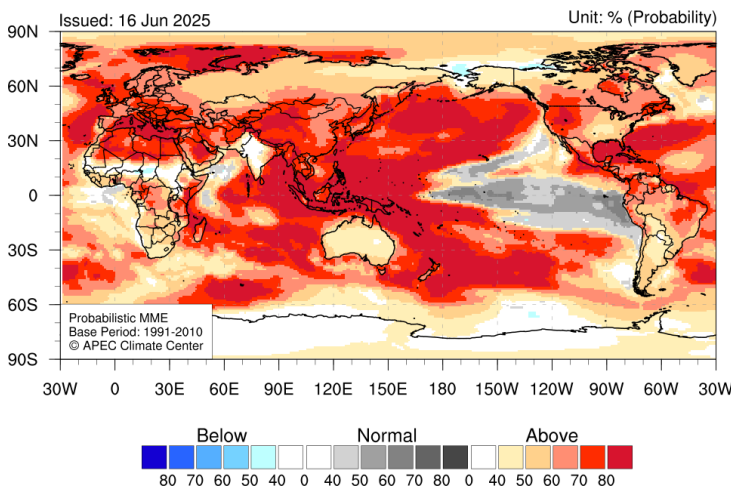 Issued: 16 Jun 2025 Unit: % (Probability)
90N
60N
30N
0
30S
60S
90S
Probabilistic MME
Base Period: 1991-2010
© APEC Climate Center
30W 0 30E 60E 90E 120E 150E 180 150W 120W 90W 60W 30W
Below Normal Above
80 70 60 50 40 0 40 50 60 70 80 0 40 50 60 70 80